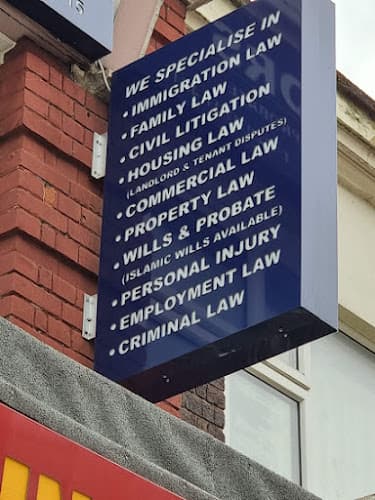 15
WE SPECIALISE IN
• IMMIGRATION LAW
• FAMILY LAW
• CIVIL LITIGATION
• HOUSING LAW
(LANDLORD & TENANT DISPUTES)
• COMMERCIAL LAW
• PROPERTY LAW
• WILLS & PROBATE
(ISLAMIC WILLS AVAILABLE)
• PERSONAL INJURY
• EMPLOYMENT LAW
• CRIMINAL LAW